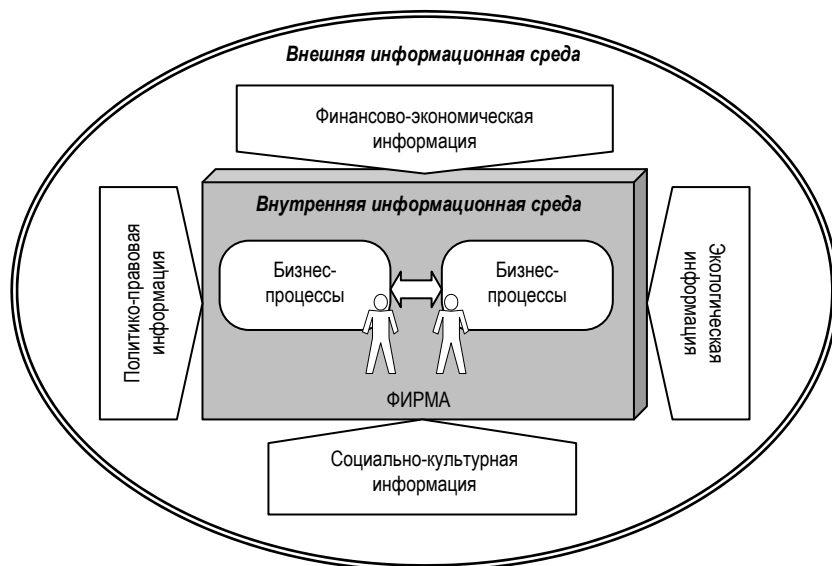 Внешняя информационная среда
Финансово-экономическая
информация
Внутренняя информационная среда
Политико-правовая
информация
Бизнес-
процессы
Бизнес-
процессы
Экологическая
информация
ФИРМА
Социально-культурная
информация